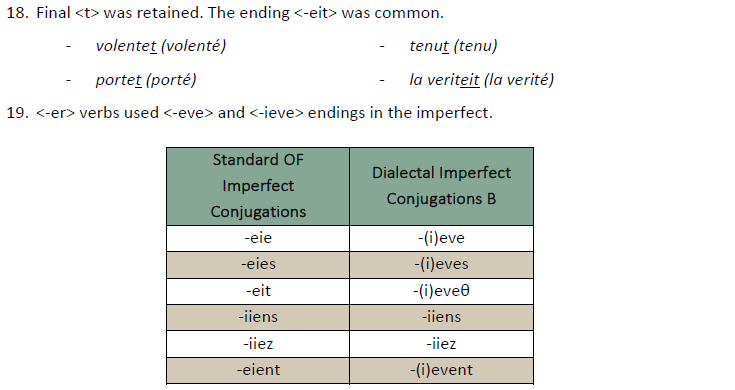 18. Final <t> was retained. The ending <-eit> was common.
- volentet (volenté) - tenut (tenu)
- portet (porté) - la veriteit (la verité)
19. <-er> verbs used <-eve> and <-ieve> endings in the imperfect.
Standard OF Imperfect Conjugations Dialectal Imperfect Conjugations B
-eie -(i)eve
-eies -(i)eves
-eit -(i)eveθ
-iiens -iiens
-iiez -iiez
-eient -(i)event